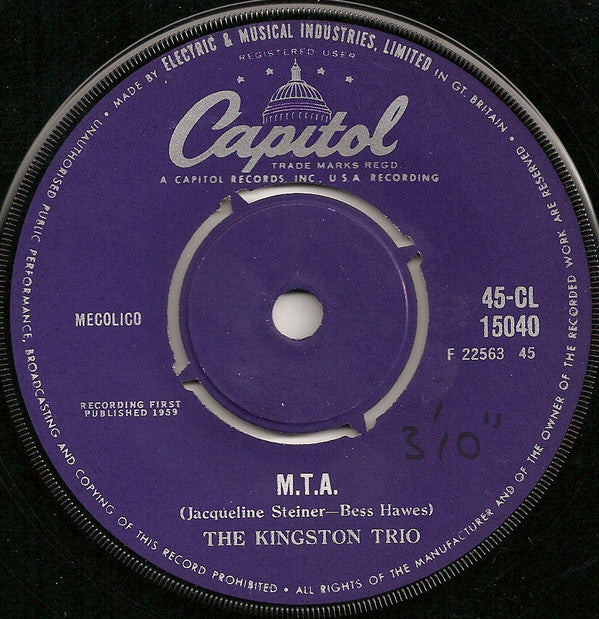 MADE BY ELECTRIC & MUSICAL INDUSTRIES, LIMITED IN GT. BRITAIN •
REGISTERED USER
Capitol
TRADE MARKS REGD.
A CAPITOL RECORDS, INC., U.S.A. RECORDING
MECOLICO
45-CL
15040
F 22563 45
RECORDING FIRST
PUBLISHED 1959
3'10"
M.T.A.
(Jacqueline Steiner—Bess Hawes)
THE KINGSTON TRIO
ALL RIGHTS OF THE MANUFACTURER AND OF THE OWNER OF THE RECORDED WORK ARE RESERVED
UNAUTHORISED PUBLIC PERFORMANCE, BROADCASTING AND COPYING OF THIS RECORD PROHIBITED •